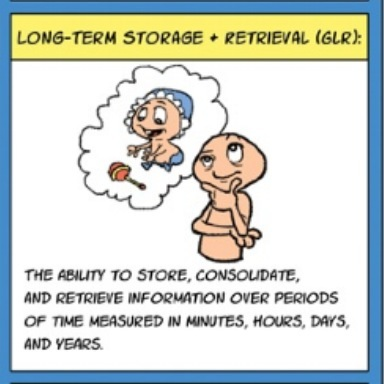 LONG-TERM STORAGE + RETRIEVAL (GLR):
THE ABILITY TO STORE, CONSOLIDATE,
AND RETRIEVE INFORMATION OVER PERIODS
OF TIME MEASURED IN MINUTES, HOURS, DAYS,
AND YEARS.